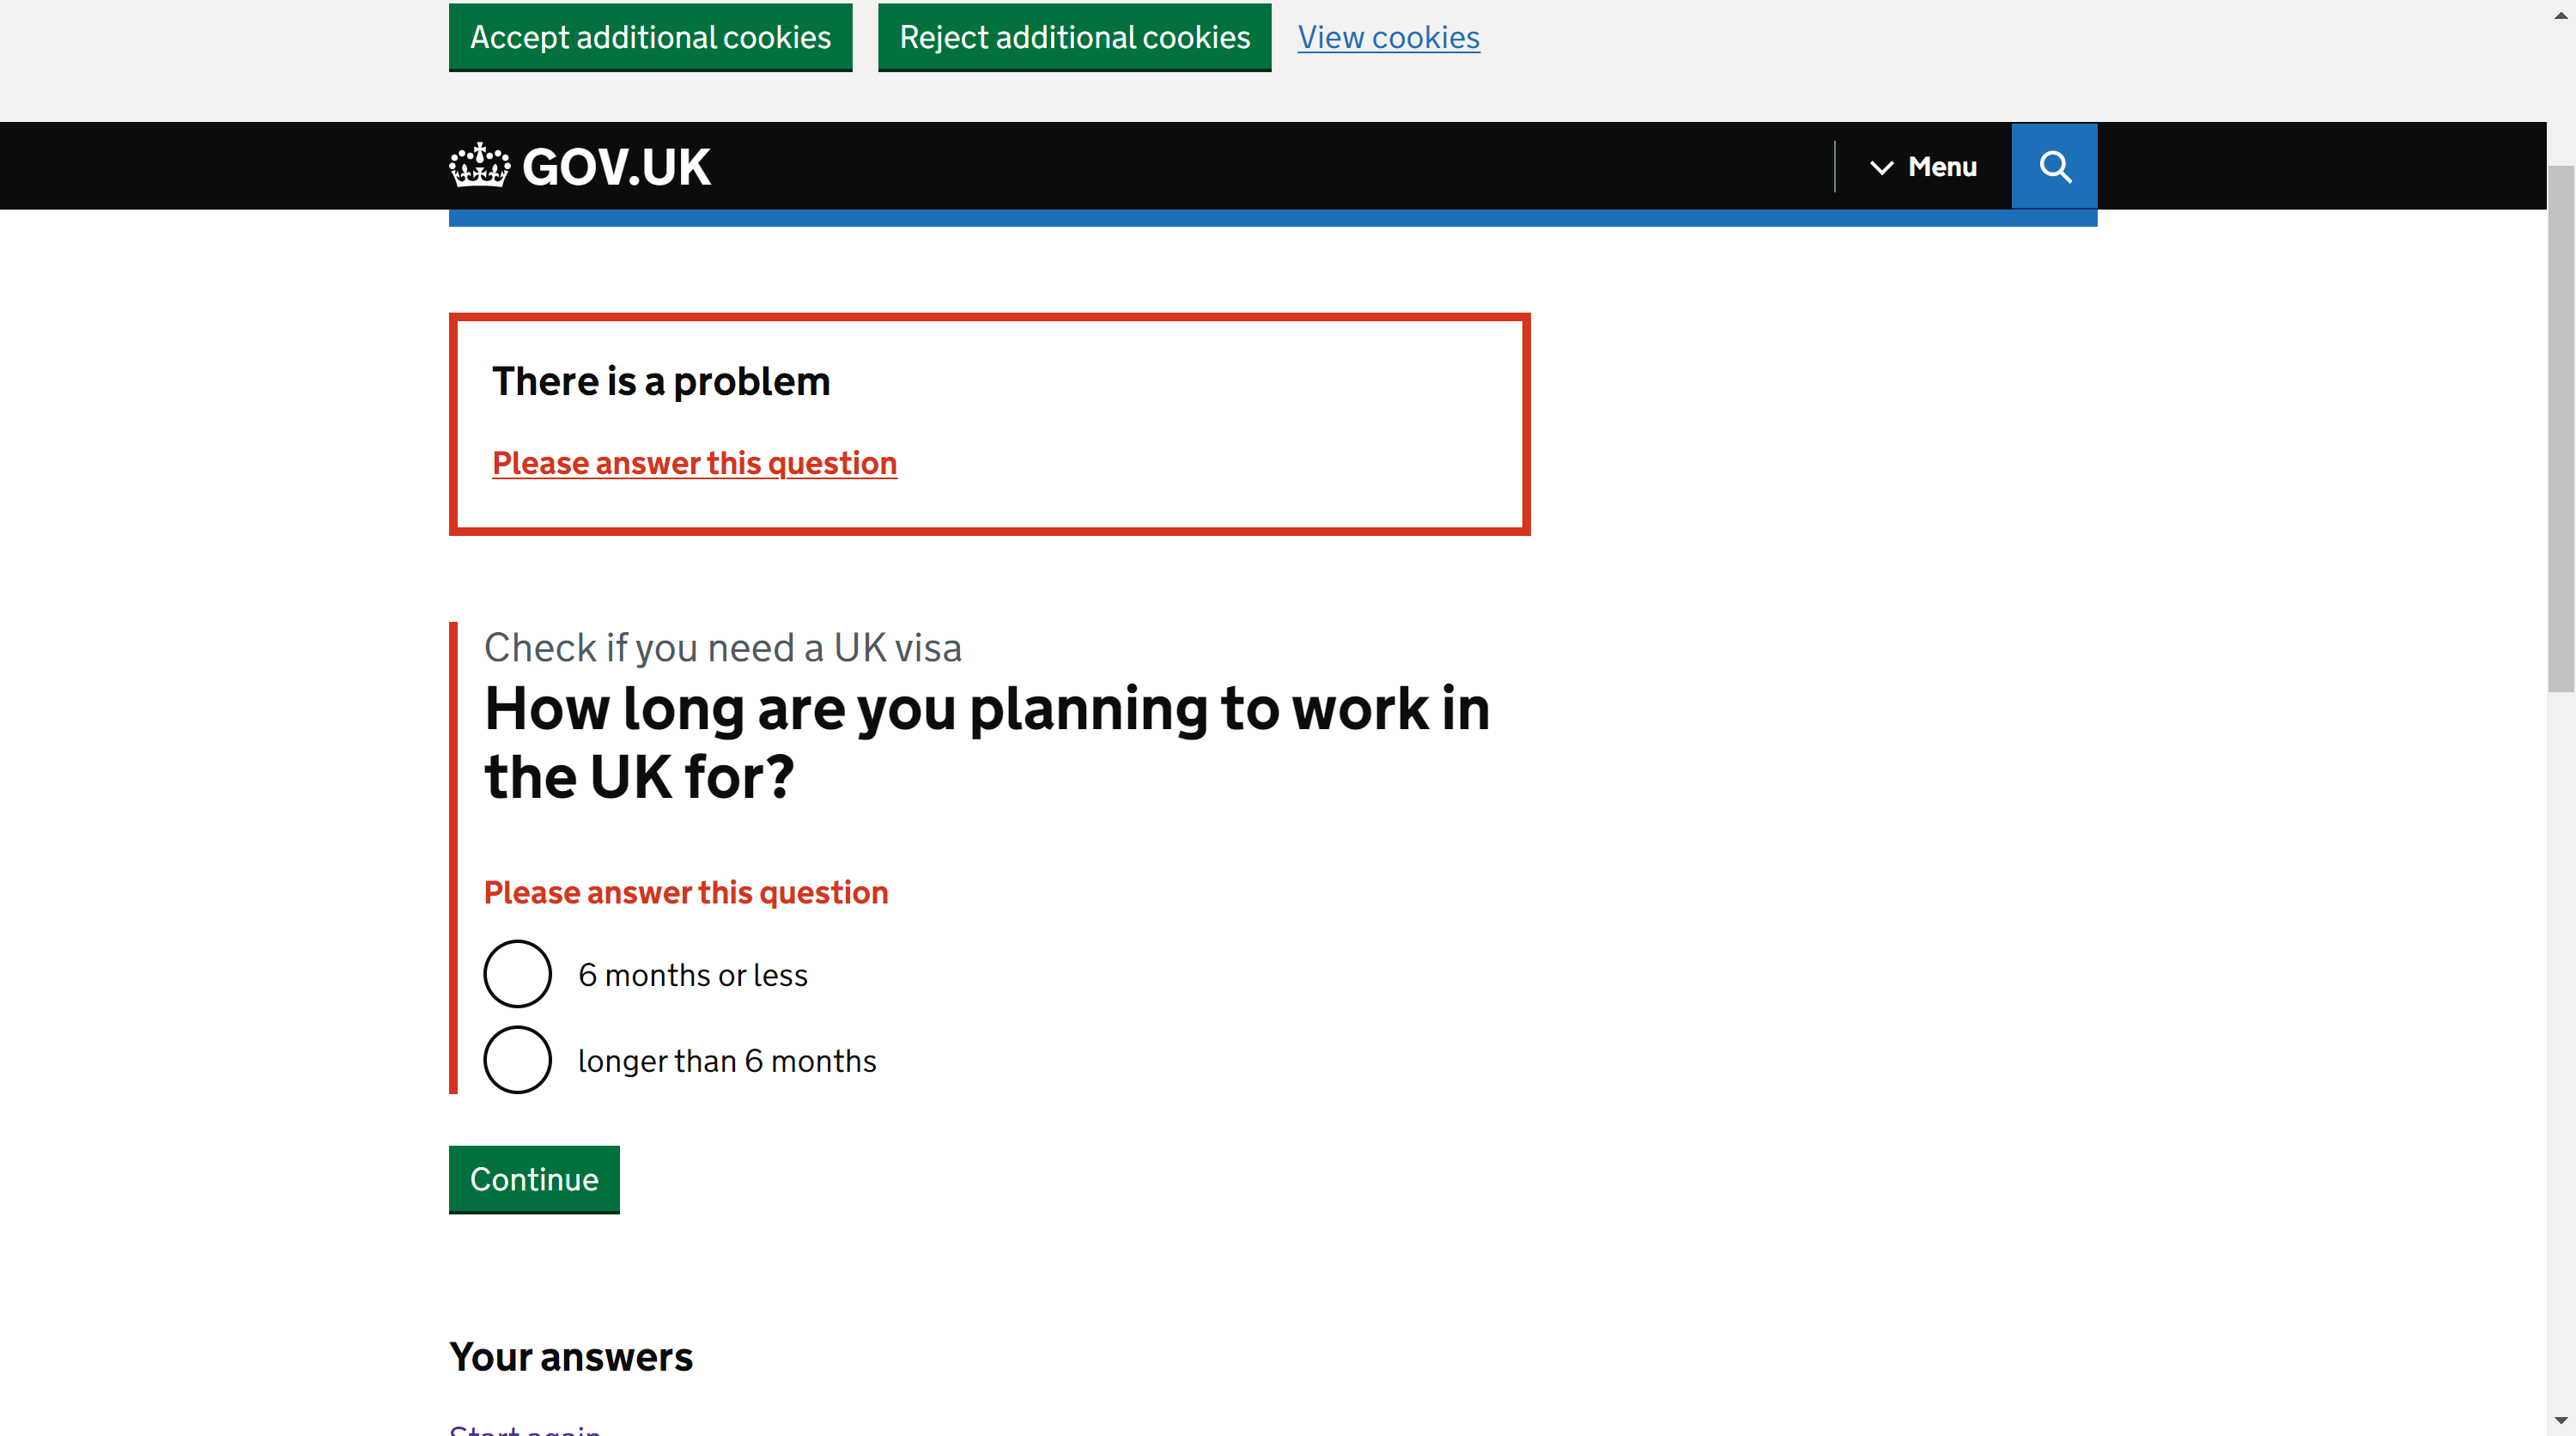 Accept additional cookies
Reject additional cookies
View cookies
GOV.UK
Menu
There is a problem
Please answer this question
Check if you need a UK visa
How long are you planning to work in
the UK for?
Please answer this question
6 months or less
longer than 6 months
Continue
Your answers
Start again